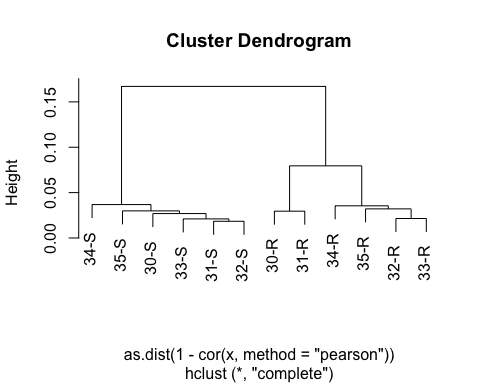 Cluster Dendrogram
Height
0.15
0.10
0.05
0.00
34-S
35-S
30-S
33-S
31-S
32-S
30-R
31-R
34-R
35-R
32-R
33-R
as.dist(1 - cor(x, method = "pearson"))
hclust (*, "complete")